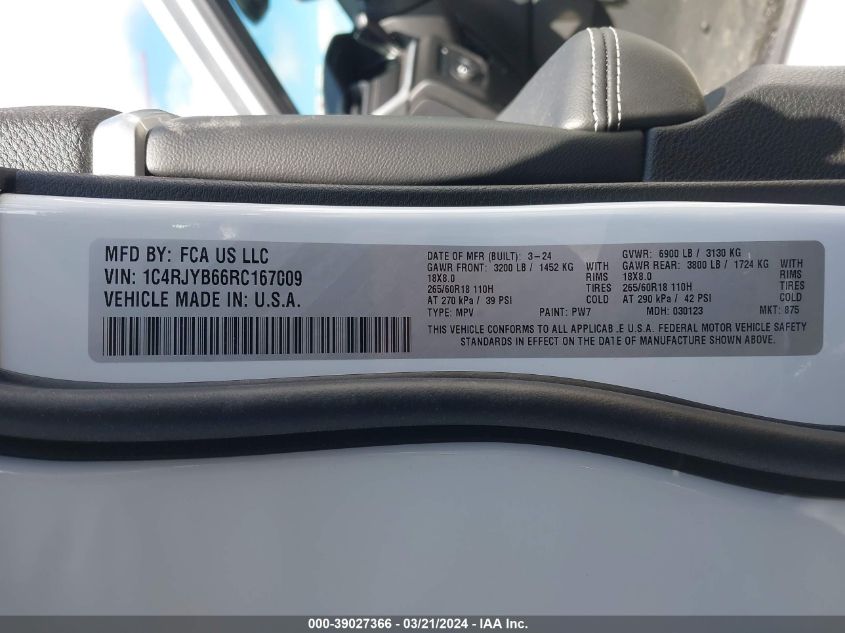 MFD BY: FCA US LLC
VIN: 1C4RJYB66RC167009
VEHICLE MADE IN: U.S.A.
DATE OF MFR (BUILT): 3-24 GVWR: 6900 LB / 3130 KG
GAWR FRONT: 3200 LB / 1452 KG WITH GAWR REAR: 3800 LB / 1724 KG WITH
18X8.0 RIMS 18X8.0 RIMS
265/60R18 110H TIRES 265/60R18 110H TIRES
AT 270 kPa / 39 PSI COLD AT 290 kPa / 42 PSI COLD
TYPE: MPV PAINT: PW7 MDH: 030123 MKT: 875
THIS VEHICLE CONFORMS TO ALL APPLICAB.E U.S.A. FEDERAL MOTOR VEHICLE SAFETY
STANDARDS IN EFFECT ON THE DATE OF MANUFACTURE SHOWN ABOVE.
000-39027366 / 03/21/2024 / IAA Inc.